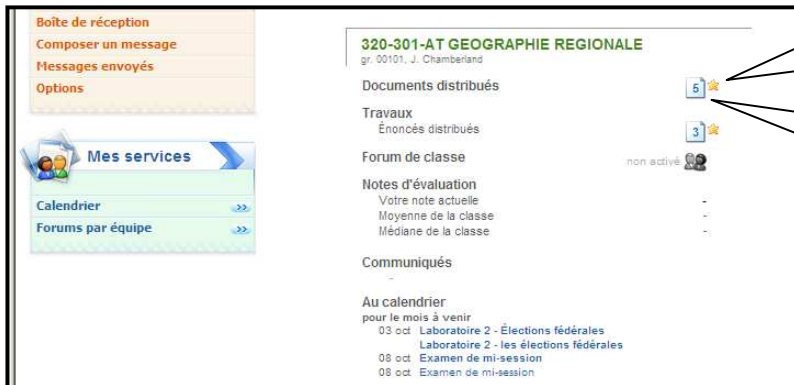 Boîte de réception
Composer un message
Messages envoyés
Options
Mes services
Calendrier
Forums par équipe
320-301-AT GEOGRAPHIE REGIONALE
gr. 00101, J. Chamberland
Documents distribués 5
Travaux
Énoncés distribués 3
Forum de classe non activé
Notes d'évaluation
Votre note actuelle -
Moyenne de la classe -
Médiane de la classe -
Communiqués
-
Au calendrier
pour le mois à venir
03 oct Laboratoire 2 - Élections fédérales
Laboratoire 2 - les élections fédérales
08 oct Examen de mi-session
08 oct Examen de mi-session